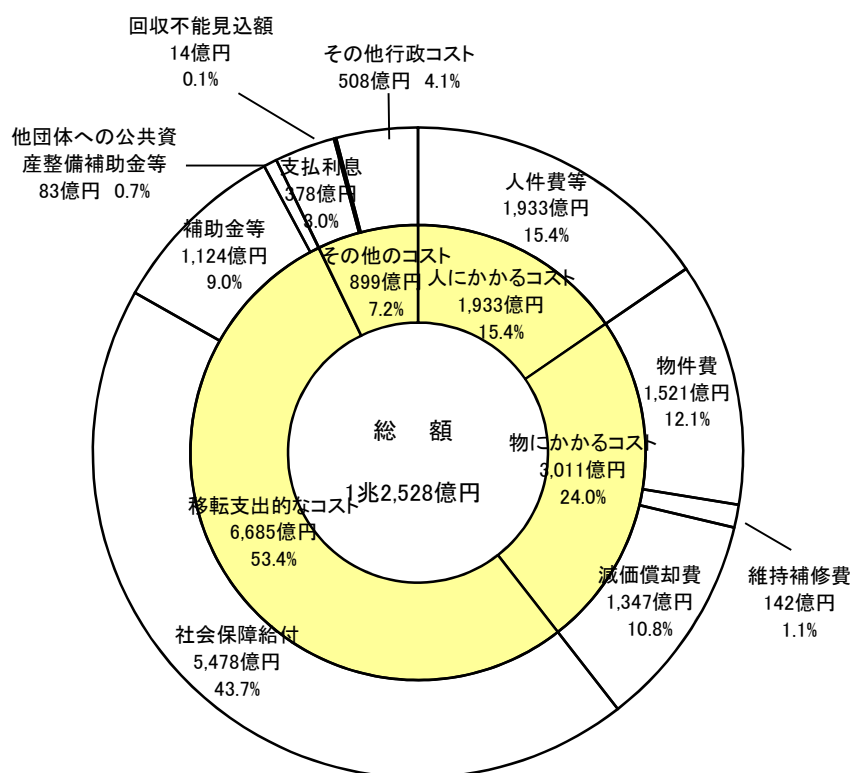 回収不能見込額
14億円
0.1%
その他行政コスト
508億円 4.1%
他団体への公共資
産整備補助金等
83億円 0.7%
支払利息
378億円
3.0%
補助金等
1,124億円
9.0%
人件費等
1,933億円
15.4%
その他のコスト
899億円
7.2%
人にかかるコスト
1,933億円
15.4%
物件費
1,521億円
12.1%
総 額
1兆2,528億円
物にかかるコスト
3,011億円
24.0%
移転支出的なコスト
6,685億円
53.4%
減価償却費
1,347億円
10.8%
維持補修費
142億円
1.1%
社会保障給付
5,478億円
43.7%